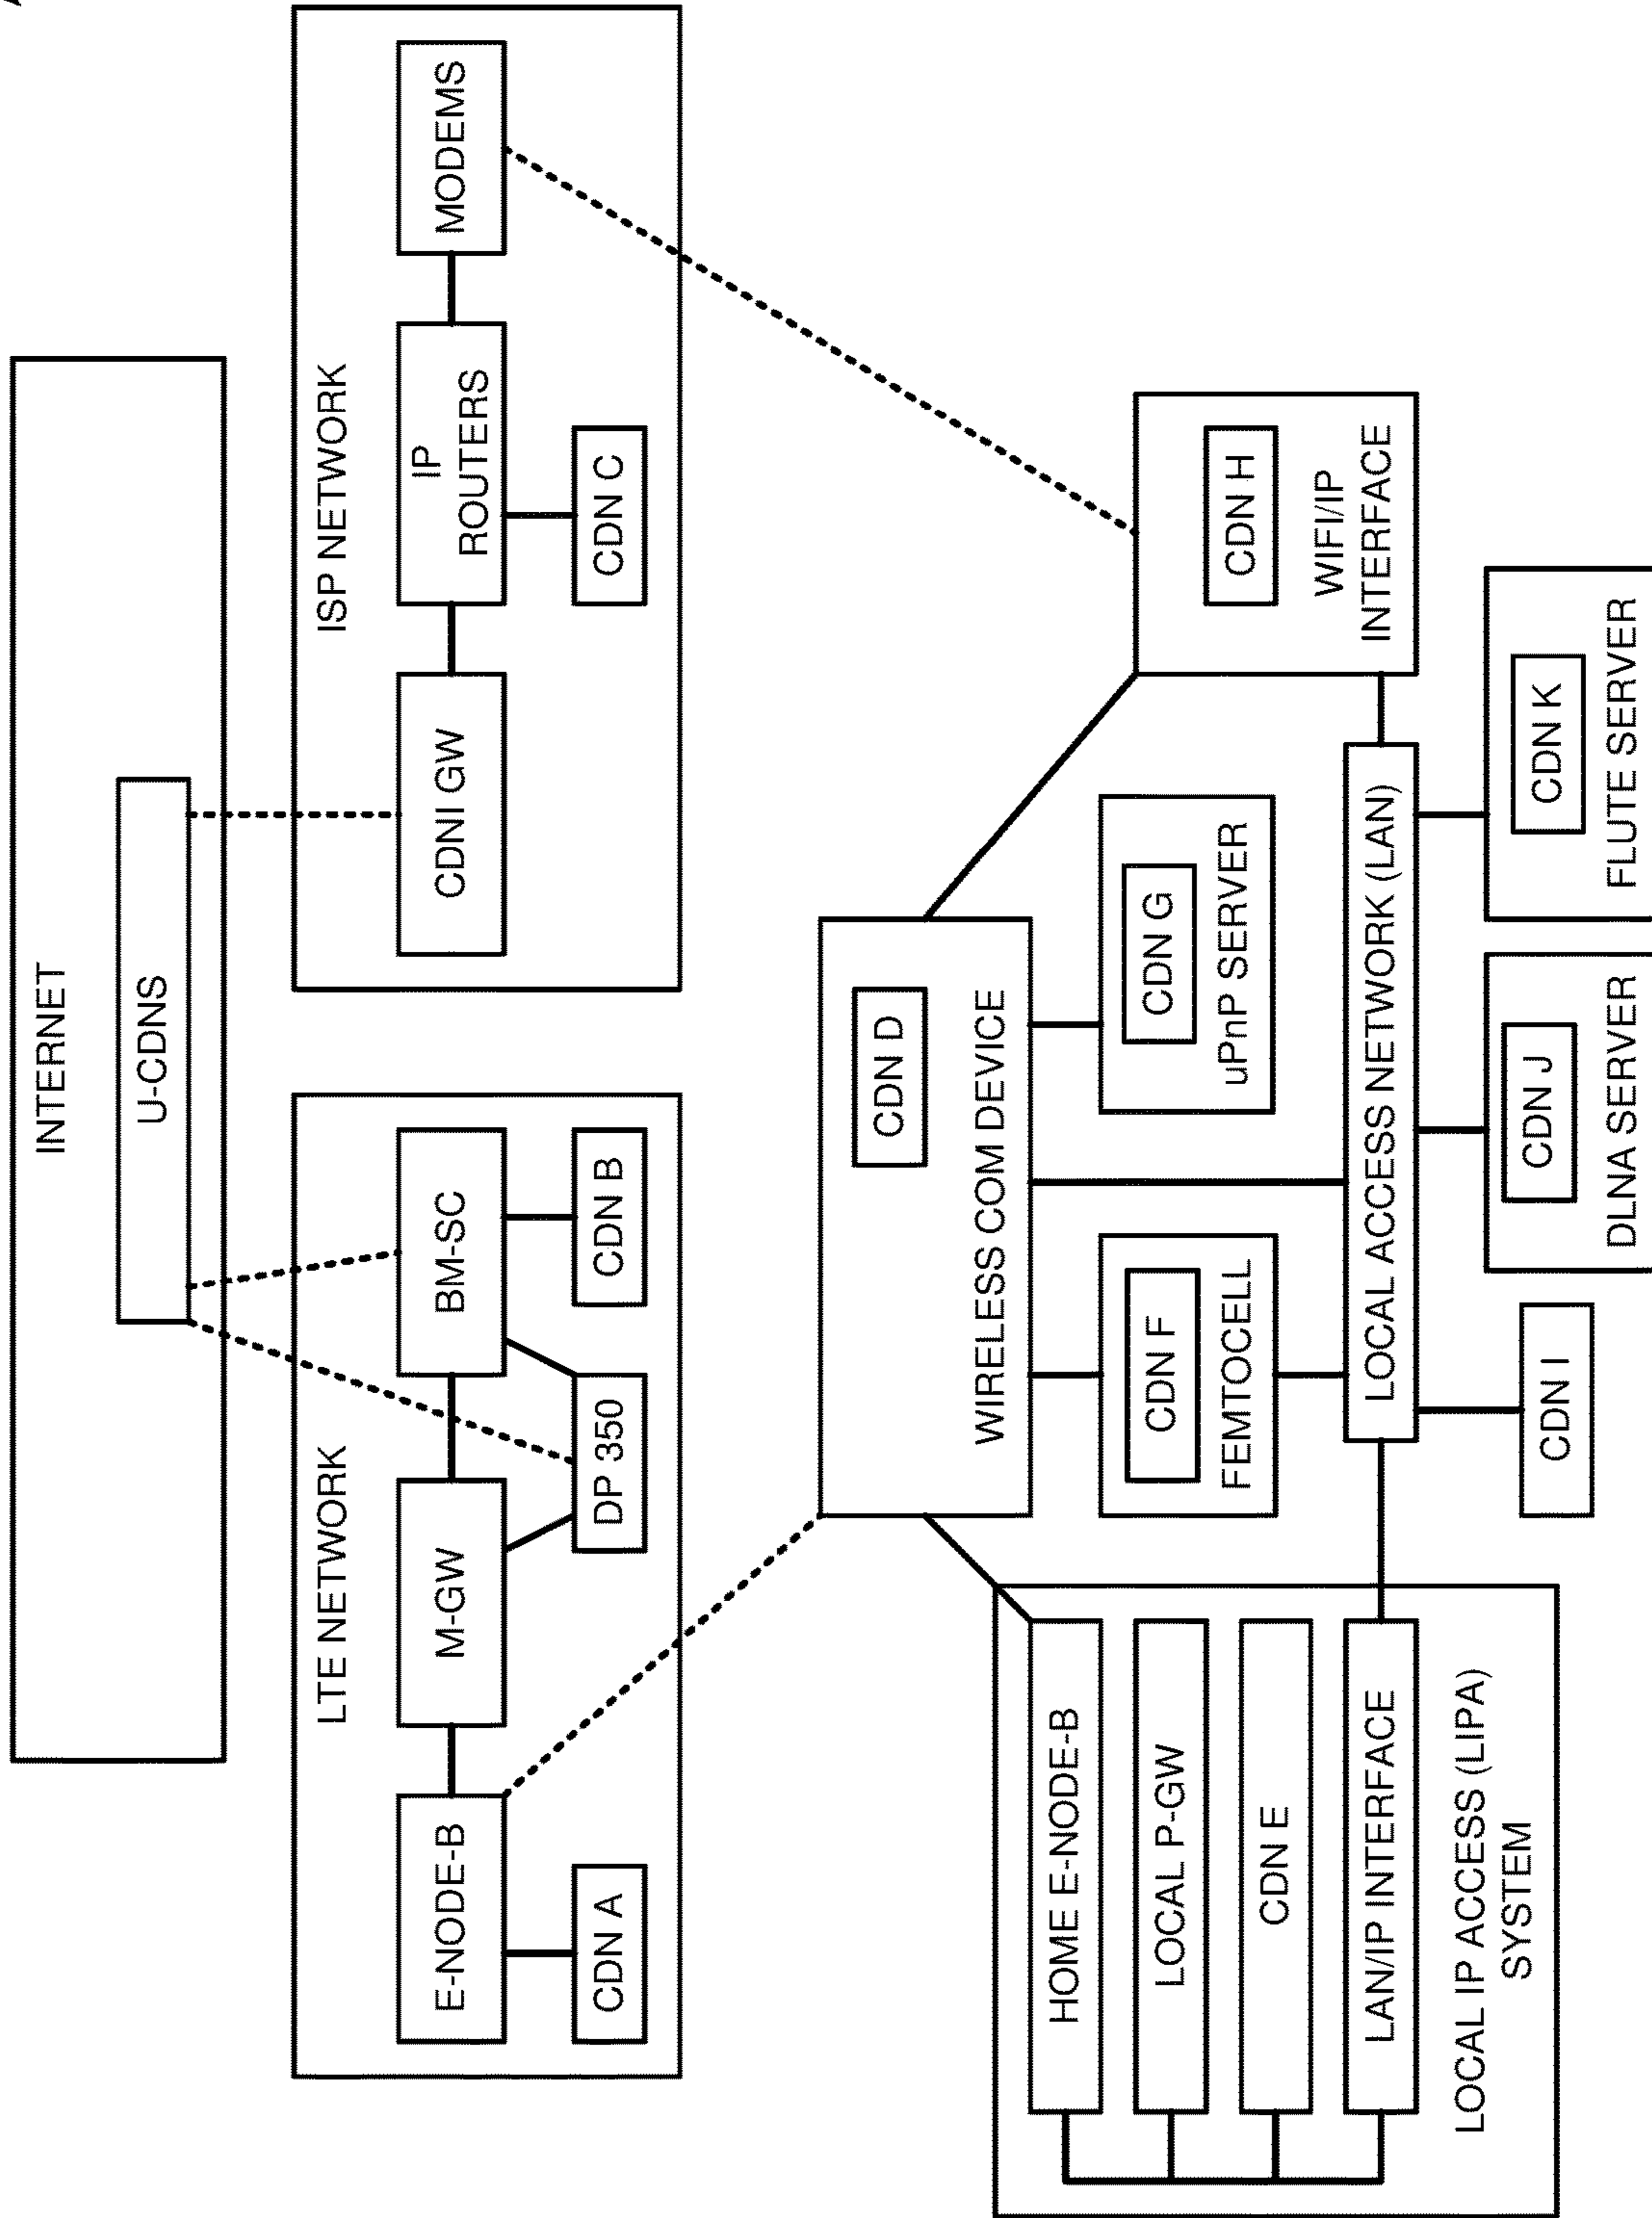 INTERNET
U-CDNS
LTE NETWORK
E-NODE-B
M-GW
BM-SC
CDN A
DP 350
CDN B
ISP NETWORK
CDNI GW
IP
ROUTERS
MODEMS
CDN C
CDN D
WIRELESS COM DEVICE
HOME E-NODE-B
LOCAL P-GW
CDN E
LAN/IP INTERFACE
LOCAL IP ACCESS (LIPA)
SYSTEM
CDN F
FEMTOCELL
CDN G
uPnP SERVER
CDN H
WIFI/IP
INTERFACE
LOCAL ACCESS NETWORK (LAN)
CDN I
CDN J
DLNA SERVER
CDN K
FLUTE SERVER